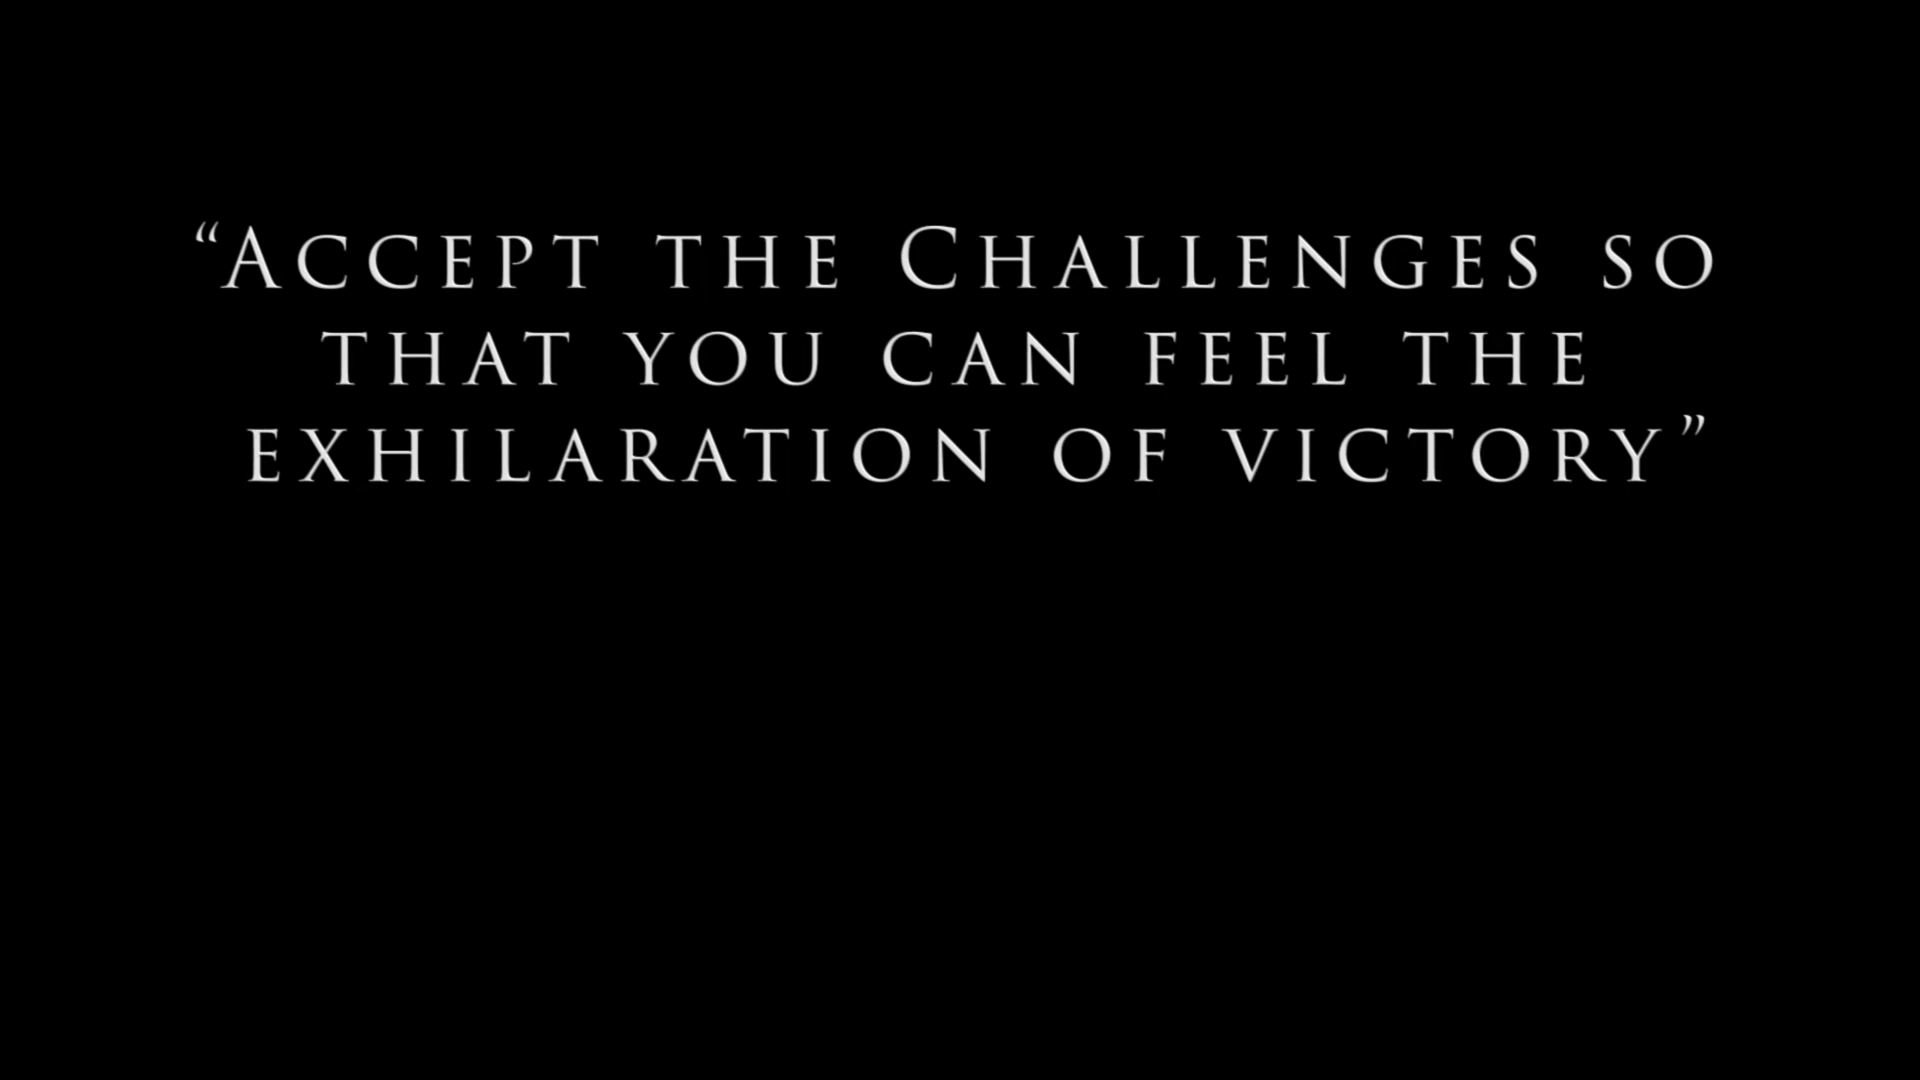 “Accept the Challenges so
that you can feel the
exhilaration of victory”